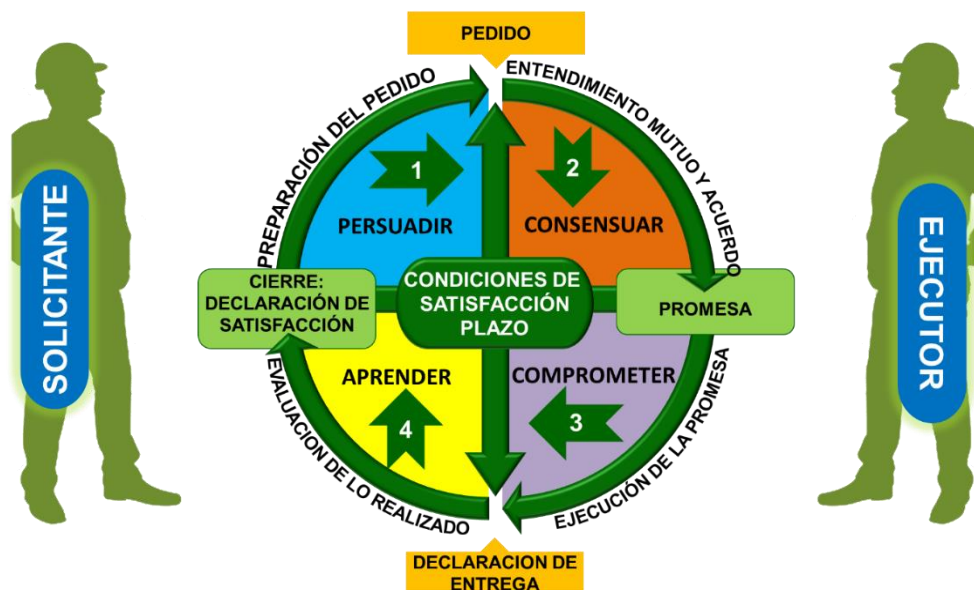 PEDIDO
PREPARACIÓN DEL PEDIDO
ENTENDIMIENTO MUTUO Y ACUERDO
1
2
PERSUADIR
CONSENSUAR
SOLICITANTE
EJECUTOR
CIERRE:
DECLARACIÓN DE
SATISFACCIÓN
CONDICIONES DE
SATISFACCIÓN
PLAZO
PROMESA
APRENDER
COMPROMETER
4
3
EVALUACION DE LO REALIZADO
EJECUCIÓN DE LA PROMESA
DECLARACION DE
ENTREGA